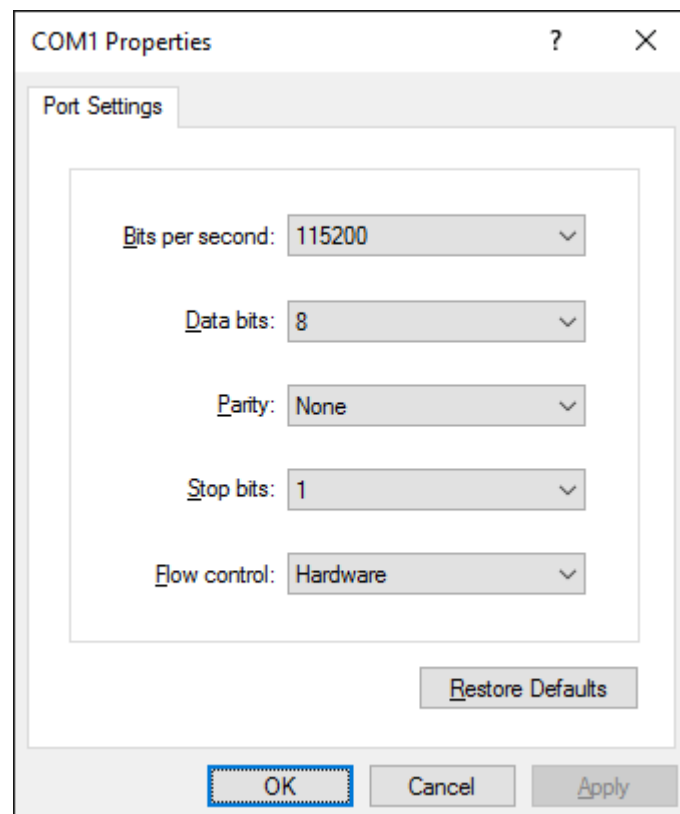 COM1 Properties ?
Port Settings
Bits per second: 115200
Data bits: 8
Parity: None
Stop bits: 1
Flow control: Hardware
Restore Defaults
OK Cancel Apply